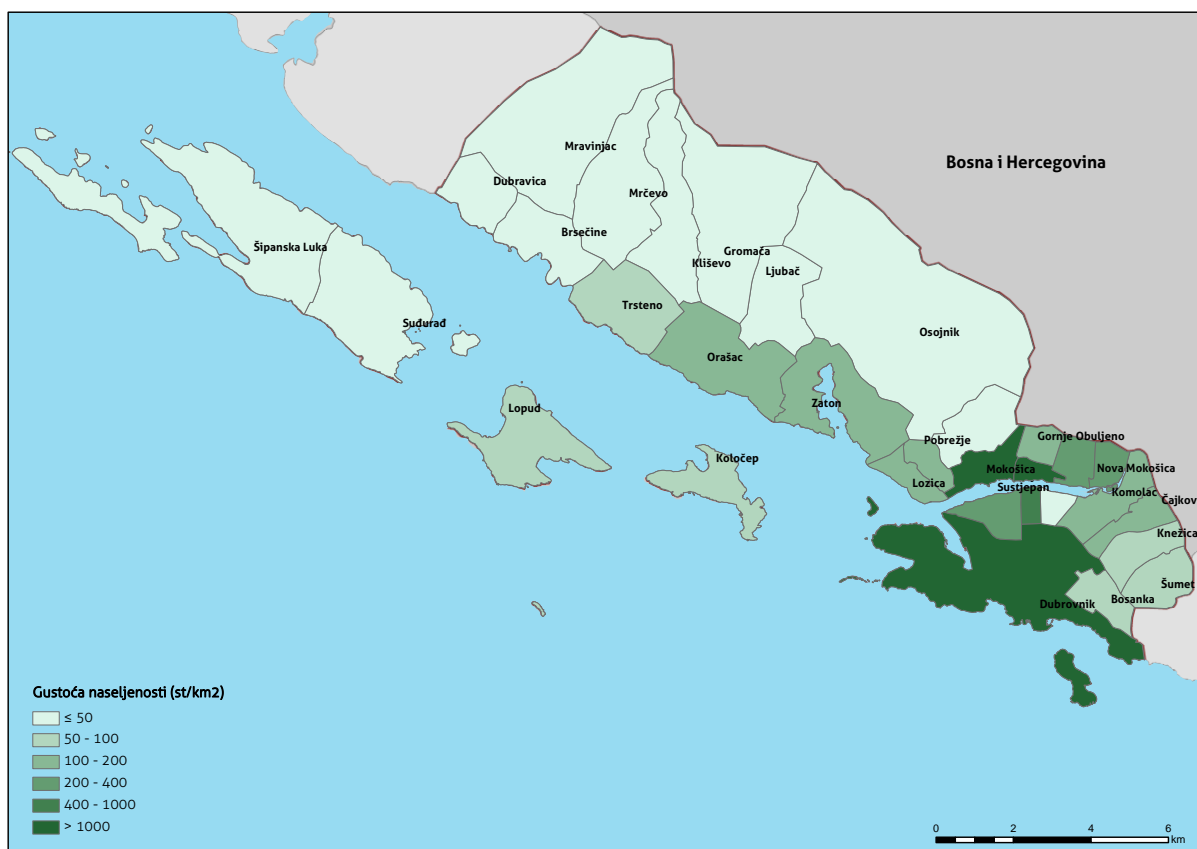 Bosna i Hercegovina
Mravinjac
Dubravica
Mrčevo
Brsečine
Šipanska Luka
Gromača
Kliševo
Ljubač
Trsteno
Suđurađ
Osojnik
Orašac
Zaton
Lopud
Pobrežje
Gornje Obuljeno
Koločep
Mokošica
Nova Mokošica
Ložica
Sustjepan
Komolac
Čajkov
Knežica
Šumet
Bosanka
Dubrovnik
Gustoća naseljenosti (st/km2)
≤ 50
50 - 100
100 - 200
200 - 400
400 - 1000
> 1000
0 2 4 6
km